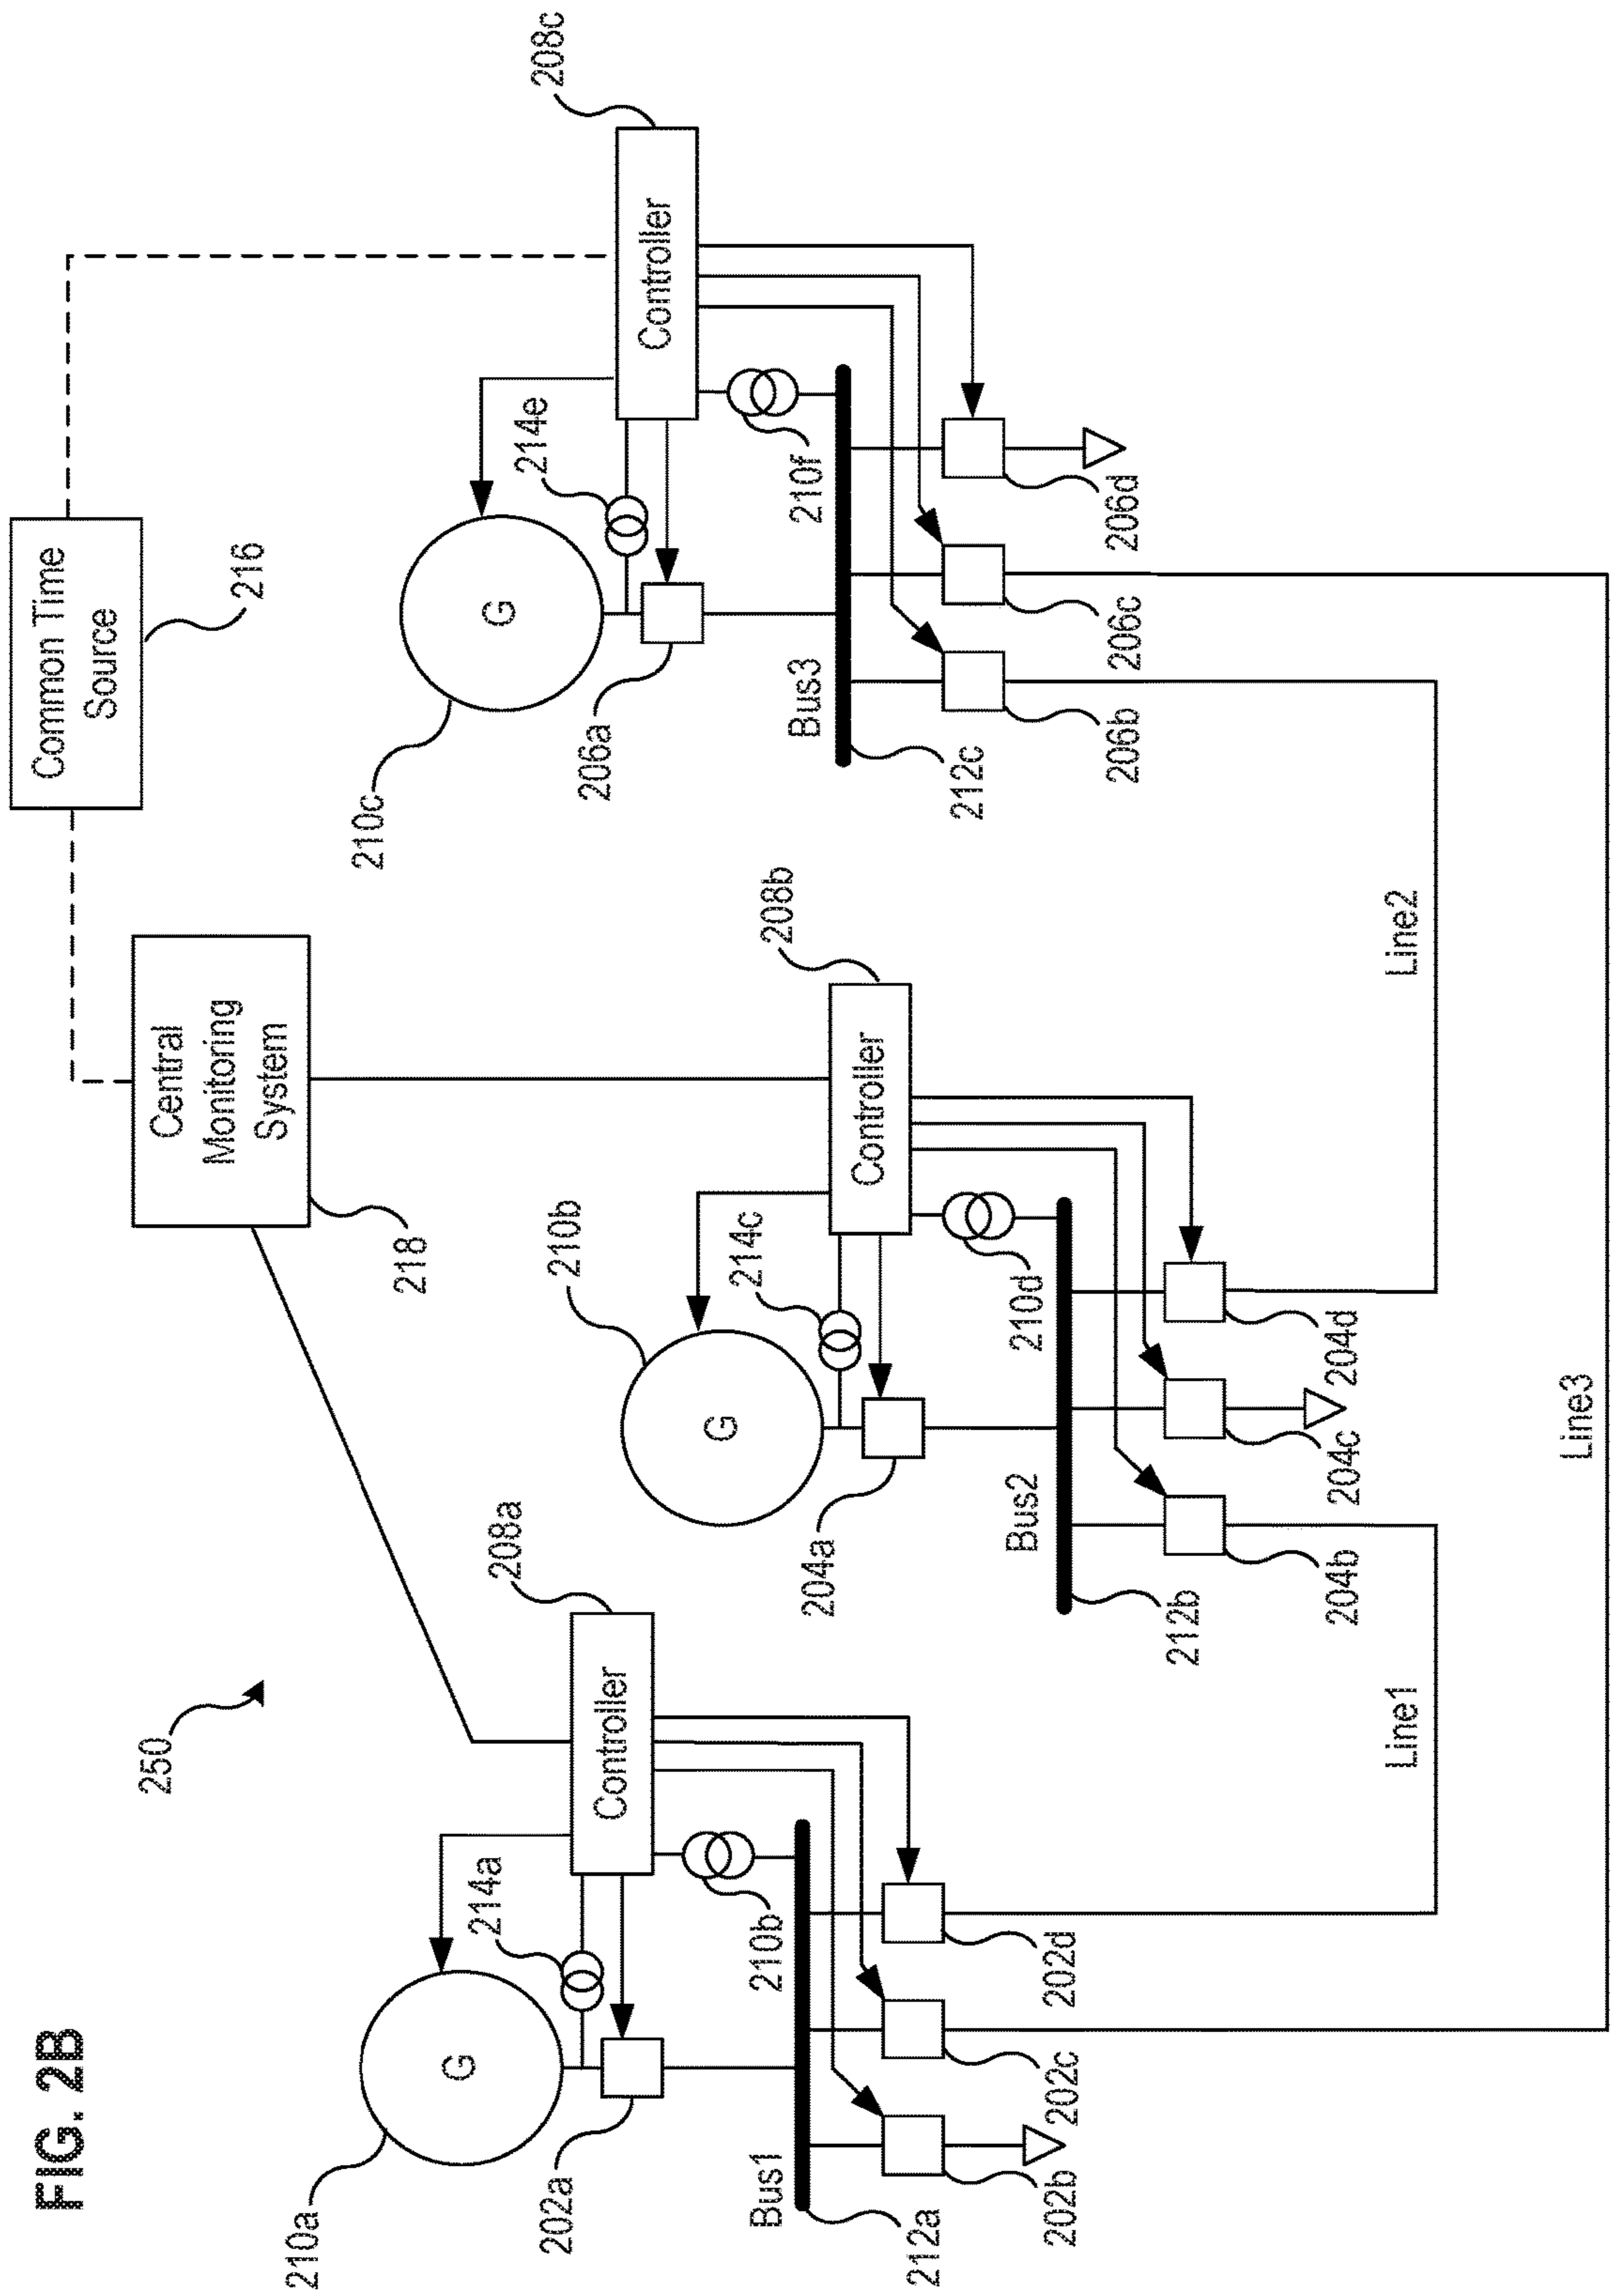 FIG. 2B
250
Common Time
Source
216
Central
Monitoring
System
218
210a
G
214a
202a
208a
Controller
210b
Bus1
212a
202b
202c
202d
210b
G
214c
204a
208b
Controller
210d
Bus2
212b
204b
204c
204d
210c
G
214e
206a
208c
Controller
210f
Bus3
212c
206b
206c
206d
Line1
Line2
Line3